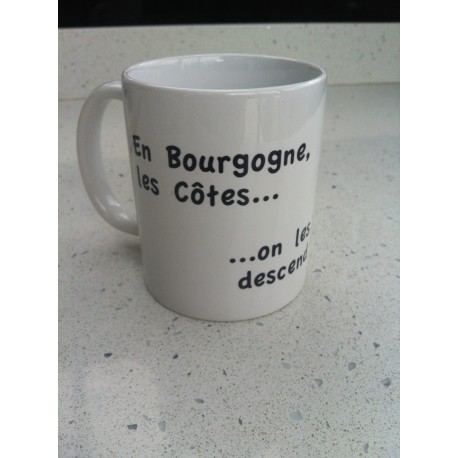 En Bourgogne,
les Côtes...
...on les
descend